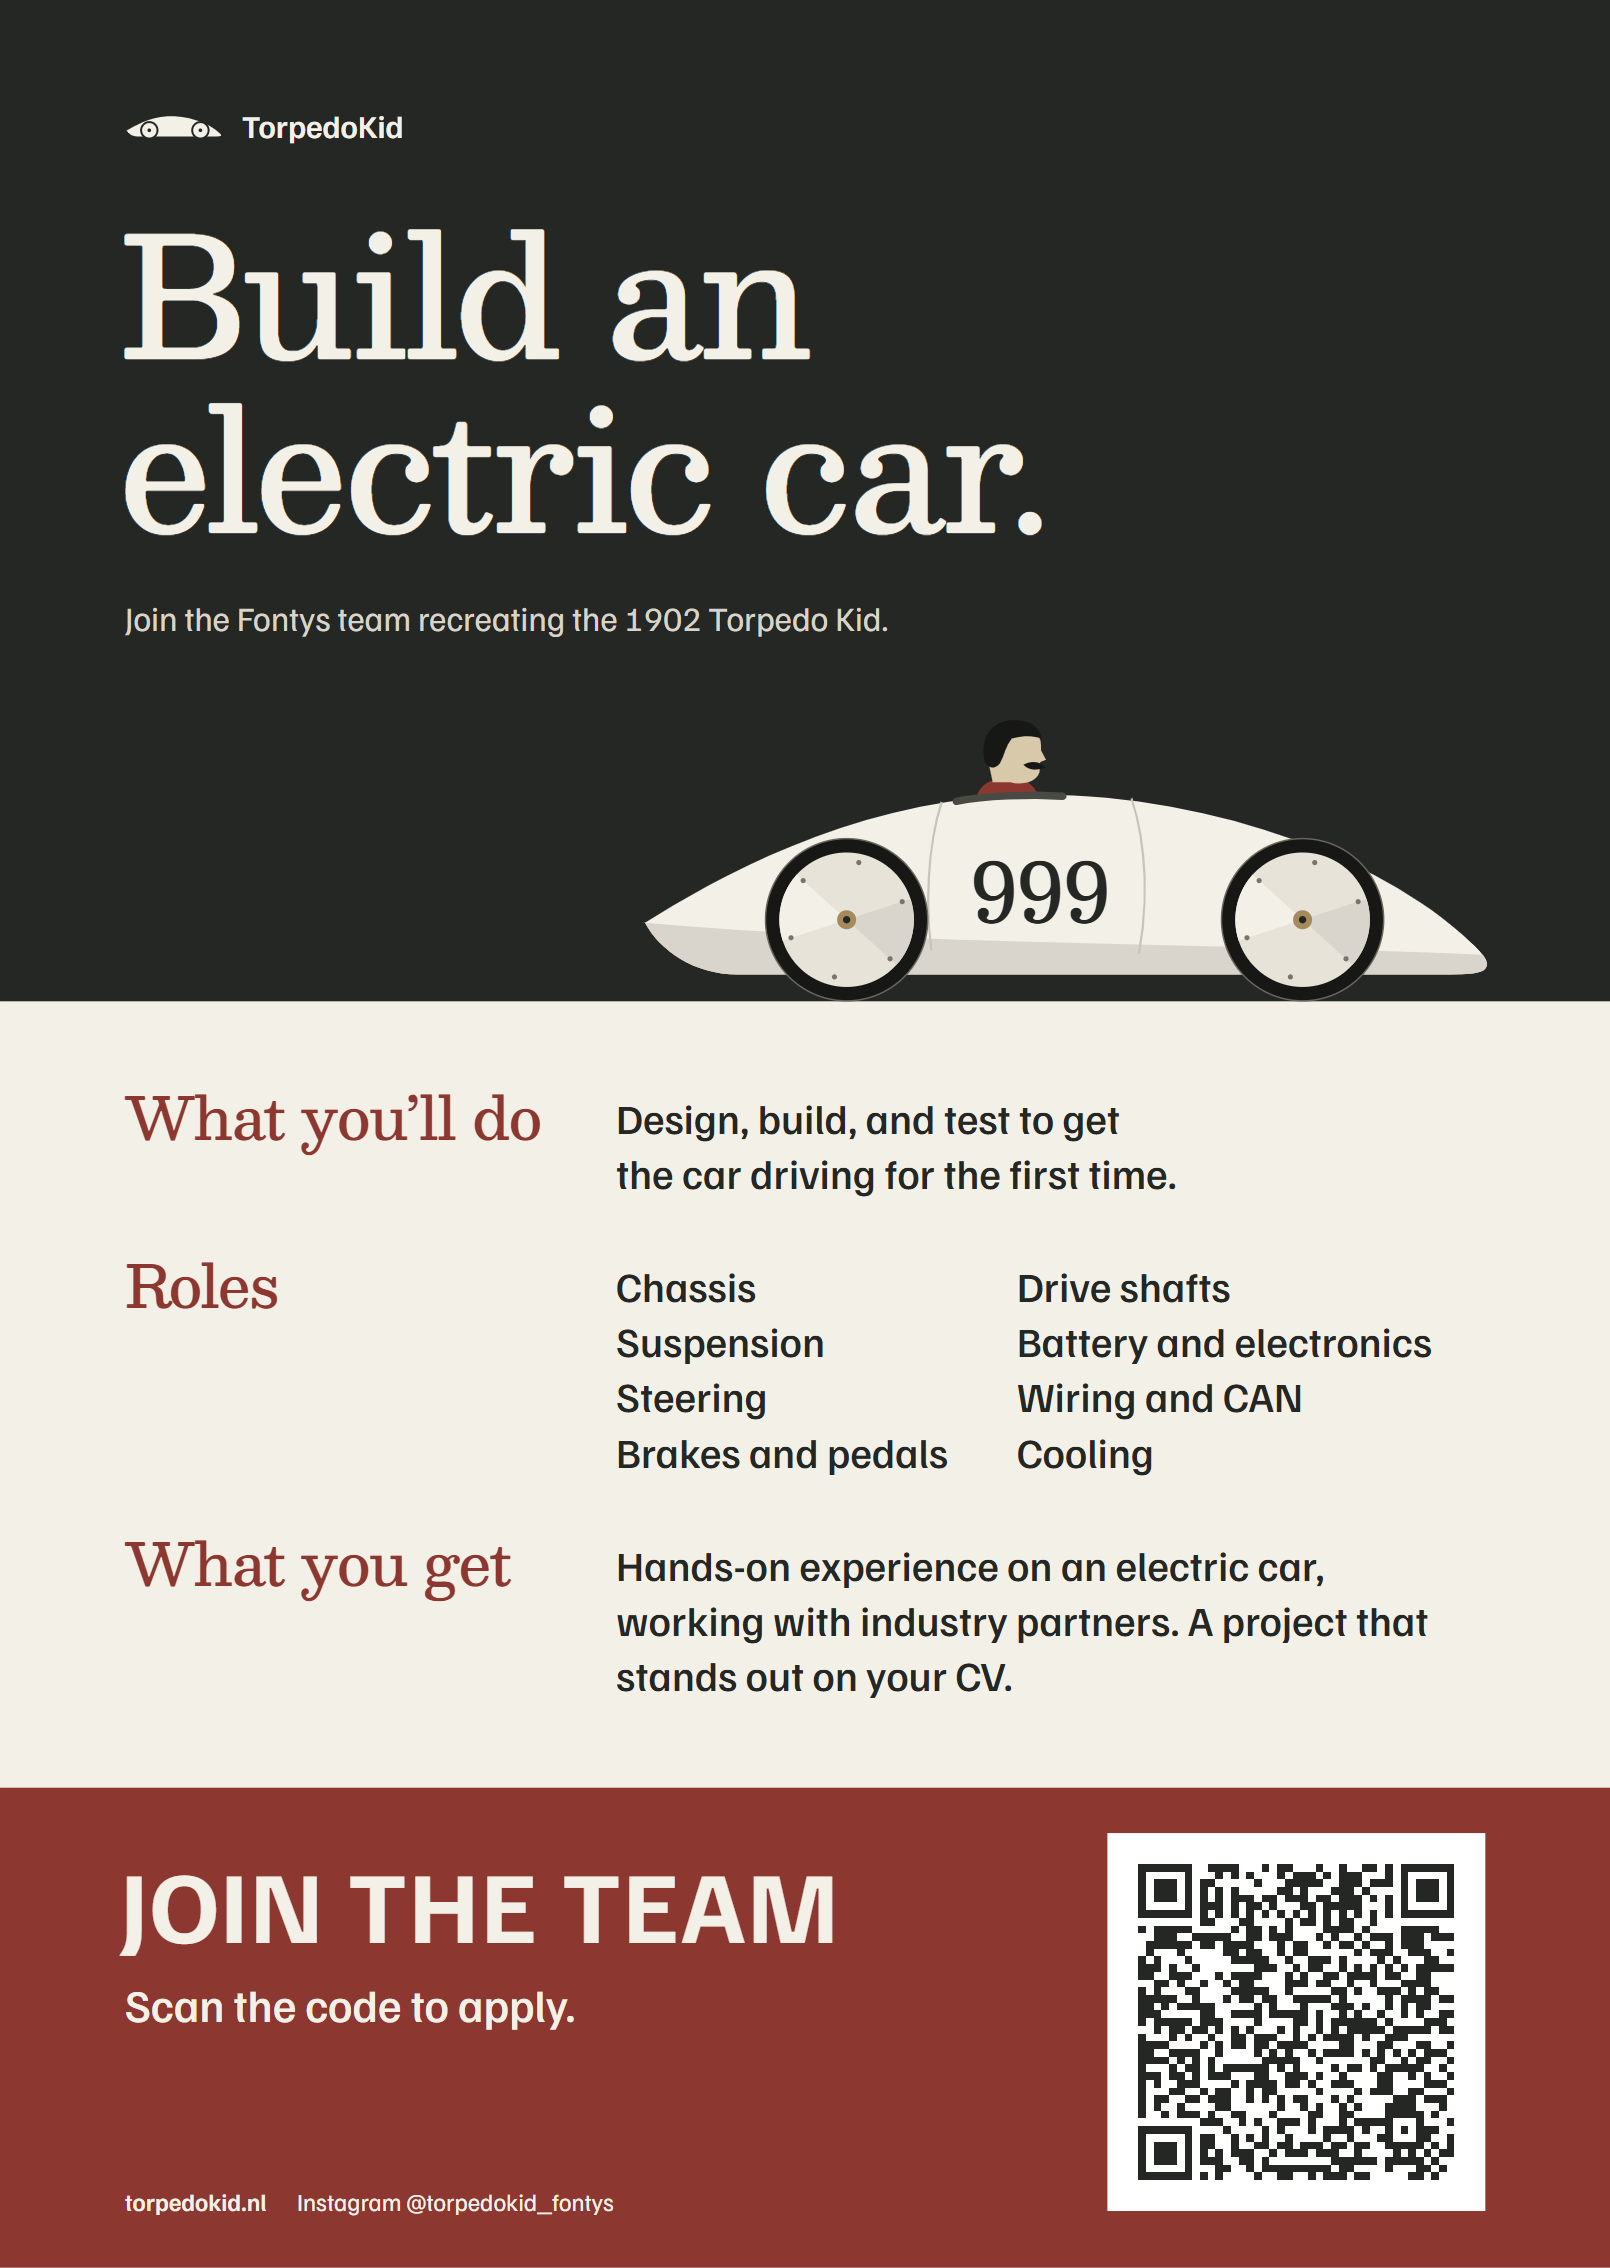 TorpedoKid
Build an
electric car.
Join the Fontys team recreating the 1902 Torpedo Kid.
999
What you’ll do
Design, build, and test to get
the car driving for the first time.
Roles
Chassis
Suspension
Steering
Brakes and pedals
Drive shafts
Battery and electronics
Wiring and CAN
Cooling
What you get
Hands-on experience on an electric car,
working with industry partners. A project that
stands out on your CV.
JOIN THE TEAM
Scan the code to apply.
torpedokid.nl Instagram @torpedokid_fontys